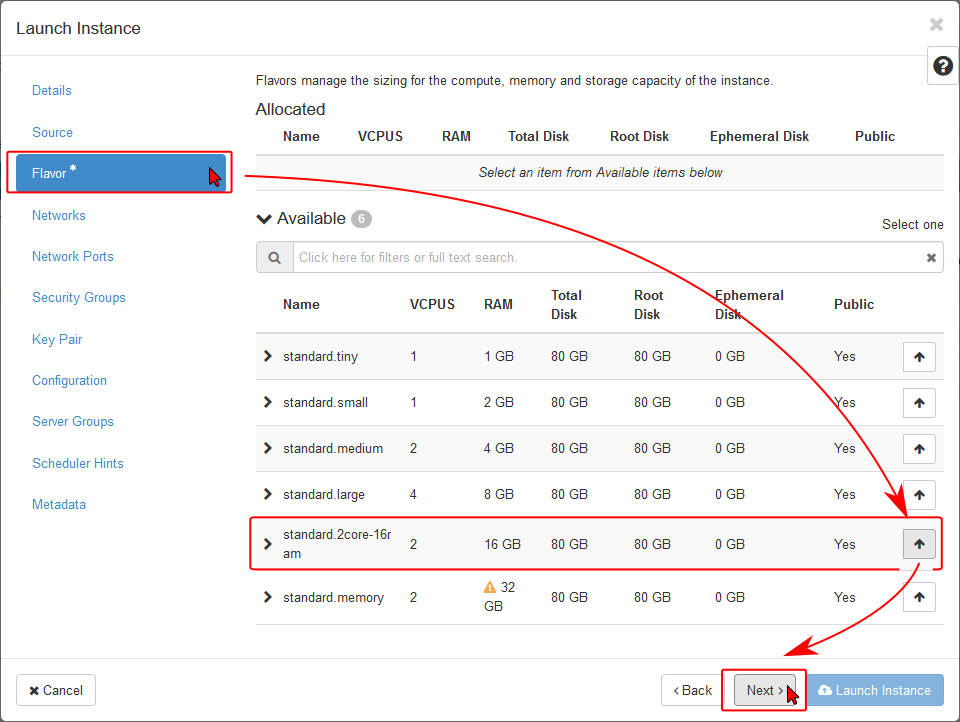 Launch Instance
Details
Source
Flavor *
Networks
Network Ports
Security Groups
Key Pair
Configuration
Server Groups
Scheduler Hints
Metadata
Flavors manage the sizing for the compute, memory and storage capacity of the instance.
Allocated
Name VCPUS RAM Total Disk Root Disk Ephemeral Disk Public
Select an item from Available items below
Available 6
Select one
Click here for filters or full text search.
Name VCPUS RAM Total Disk Root Disk Ephemeral Disk Public
standard.tiny 1 1 GB 80 GB 80 GB 0 GB Yes
standard.small 1 2 GB 80 GB 80 GB 0 GB Yes
standard.medium 2 4 GB 80 GB 80 GB 0 GB Yes
standard.large 4 8 GB 80 GB 80 GB 0 GB Yes
standard.2core-16r
am 2 16 GB 80 GB 80 GB 0 GB Yes
standard.memory 2 32 GB 80 GB 80 GB 0 GB Yes
Cancel
Back
Next
Launch Instance